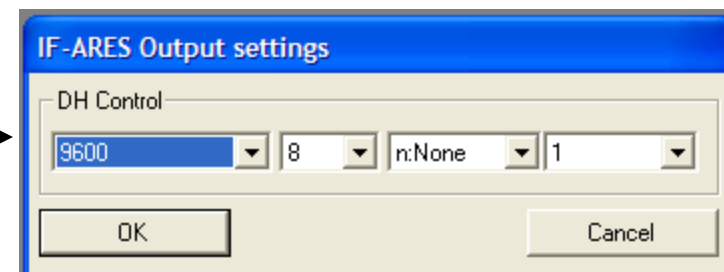 IF-ARES Output settings
DH Control
9600 8 n:None 1
OK Cancel